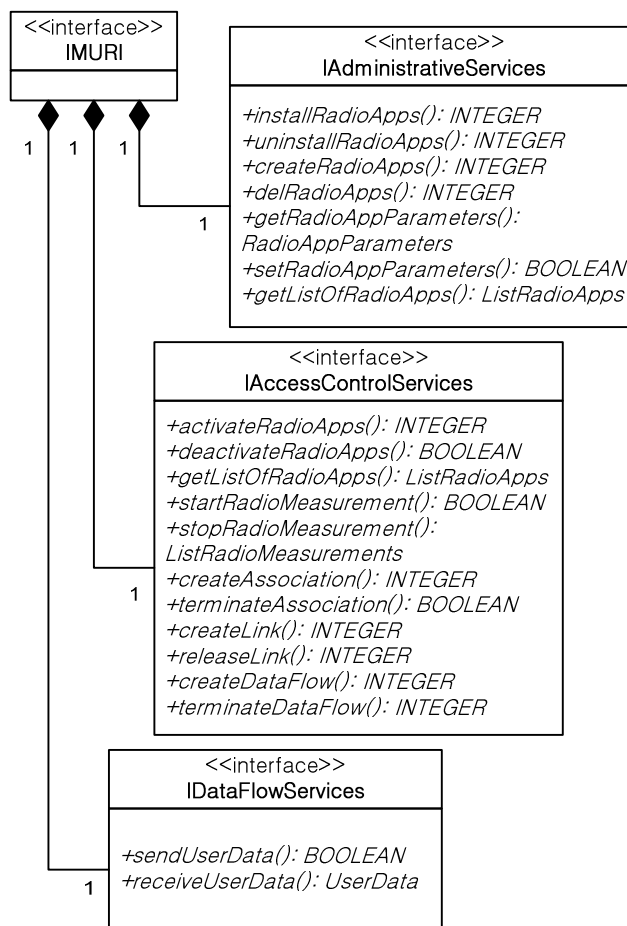 <<interface>>
IMURI
1
1
1
<<interface>>
IAdministrativeServices
+installRadioApps(): INTEGER
+uninstallRadioApps(): INTEGER
+createRadioApps(): INTEGER
+delRadioApps(): INTEGER
+getRadioAppParameters():
RadioAppParameters
+setRadioAppParameters(): BOOLEAN
+getListOfRadioApps(): ListRadioApps
1
<<interface>>
IAccessControlServices
+activateRadioApps(): INTEGER
+deactivateRadioApps(): BOOLEAN
+getListOfRadioApps(): ListRadioApps
+startRadioMeasurement(): BOOLEAN
+stopRadioMeasurement():
ListRadioMeasurements
+createAssociation(): INTEGER
+terminateAssociation(): BOOLEAN
+createLink(): INTEGER
+releaseLink(): INTEGER
+createDataFlow(): INTEGER
+terminateDataFlow(): INTEGER
1
<<interface>>
IDataFlowServices
+sendUserData(): BOOLEAN
+receiveUserData(): UserData
1